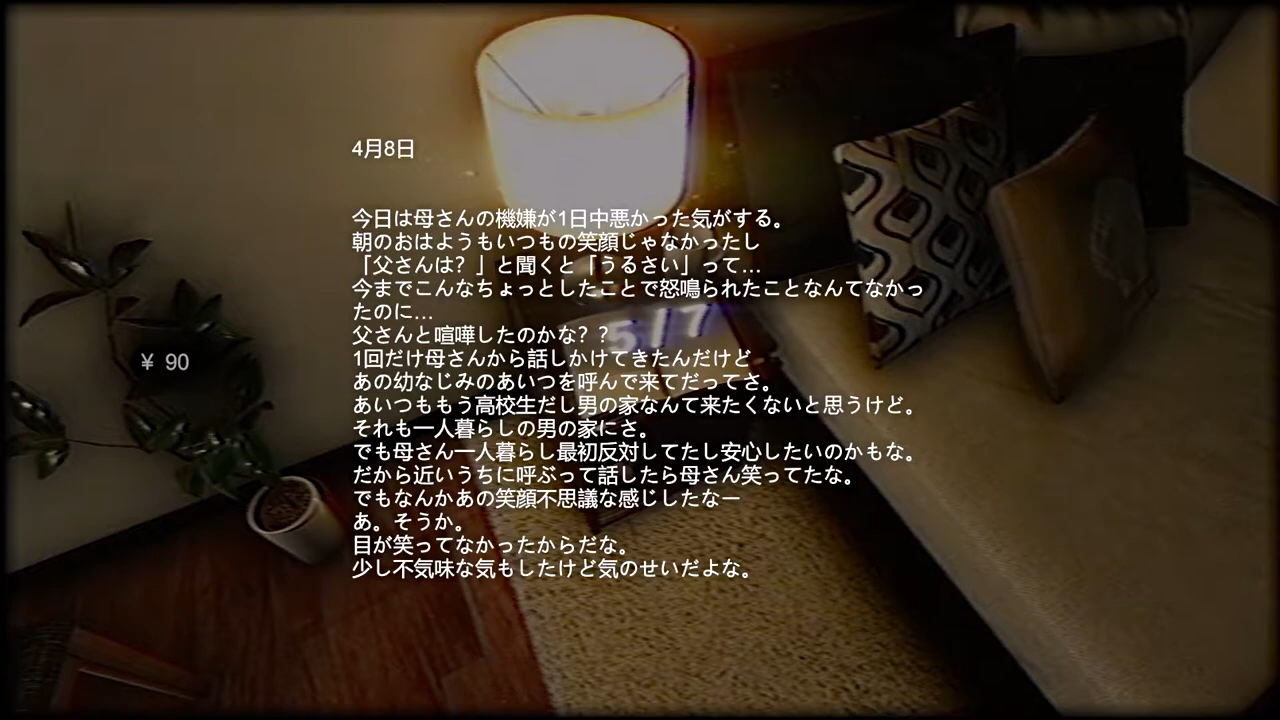 4月8日
今日は母さんの機嫌が1日中悪かった気がする。
朝のおはようもいつもの笑顔じゃなかったし
「父さんは？」と聞くと「うるさい」って…
今までこんなちょっとしたことで怒鳴られたことなんてなかっ
たのに…
父さんと喧嘩したのかな？？
5/7
¥ 90
1回だけ母さんから話しかけてきたんだけど
あの幼なじみのあいつを呼んで来てだってさ。
あいつももう高校生だし男の家なんて来たくないと思うけど。
それも一人暮らしの男の家にさ。
でも母さん一人暮らし最初反対してたし安心したいのかもな。
だから近いうちに呼ぶって話したら母さん笑ってたな。
でもなんかあの笑顔不思議な感じしたなー
あ。そうか。
目が笑ってなかったからだな。
少し不気味な気もしたけど気のせいだよな。